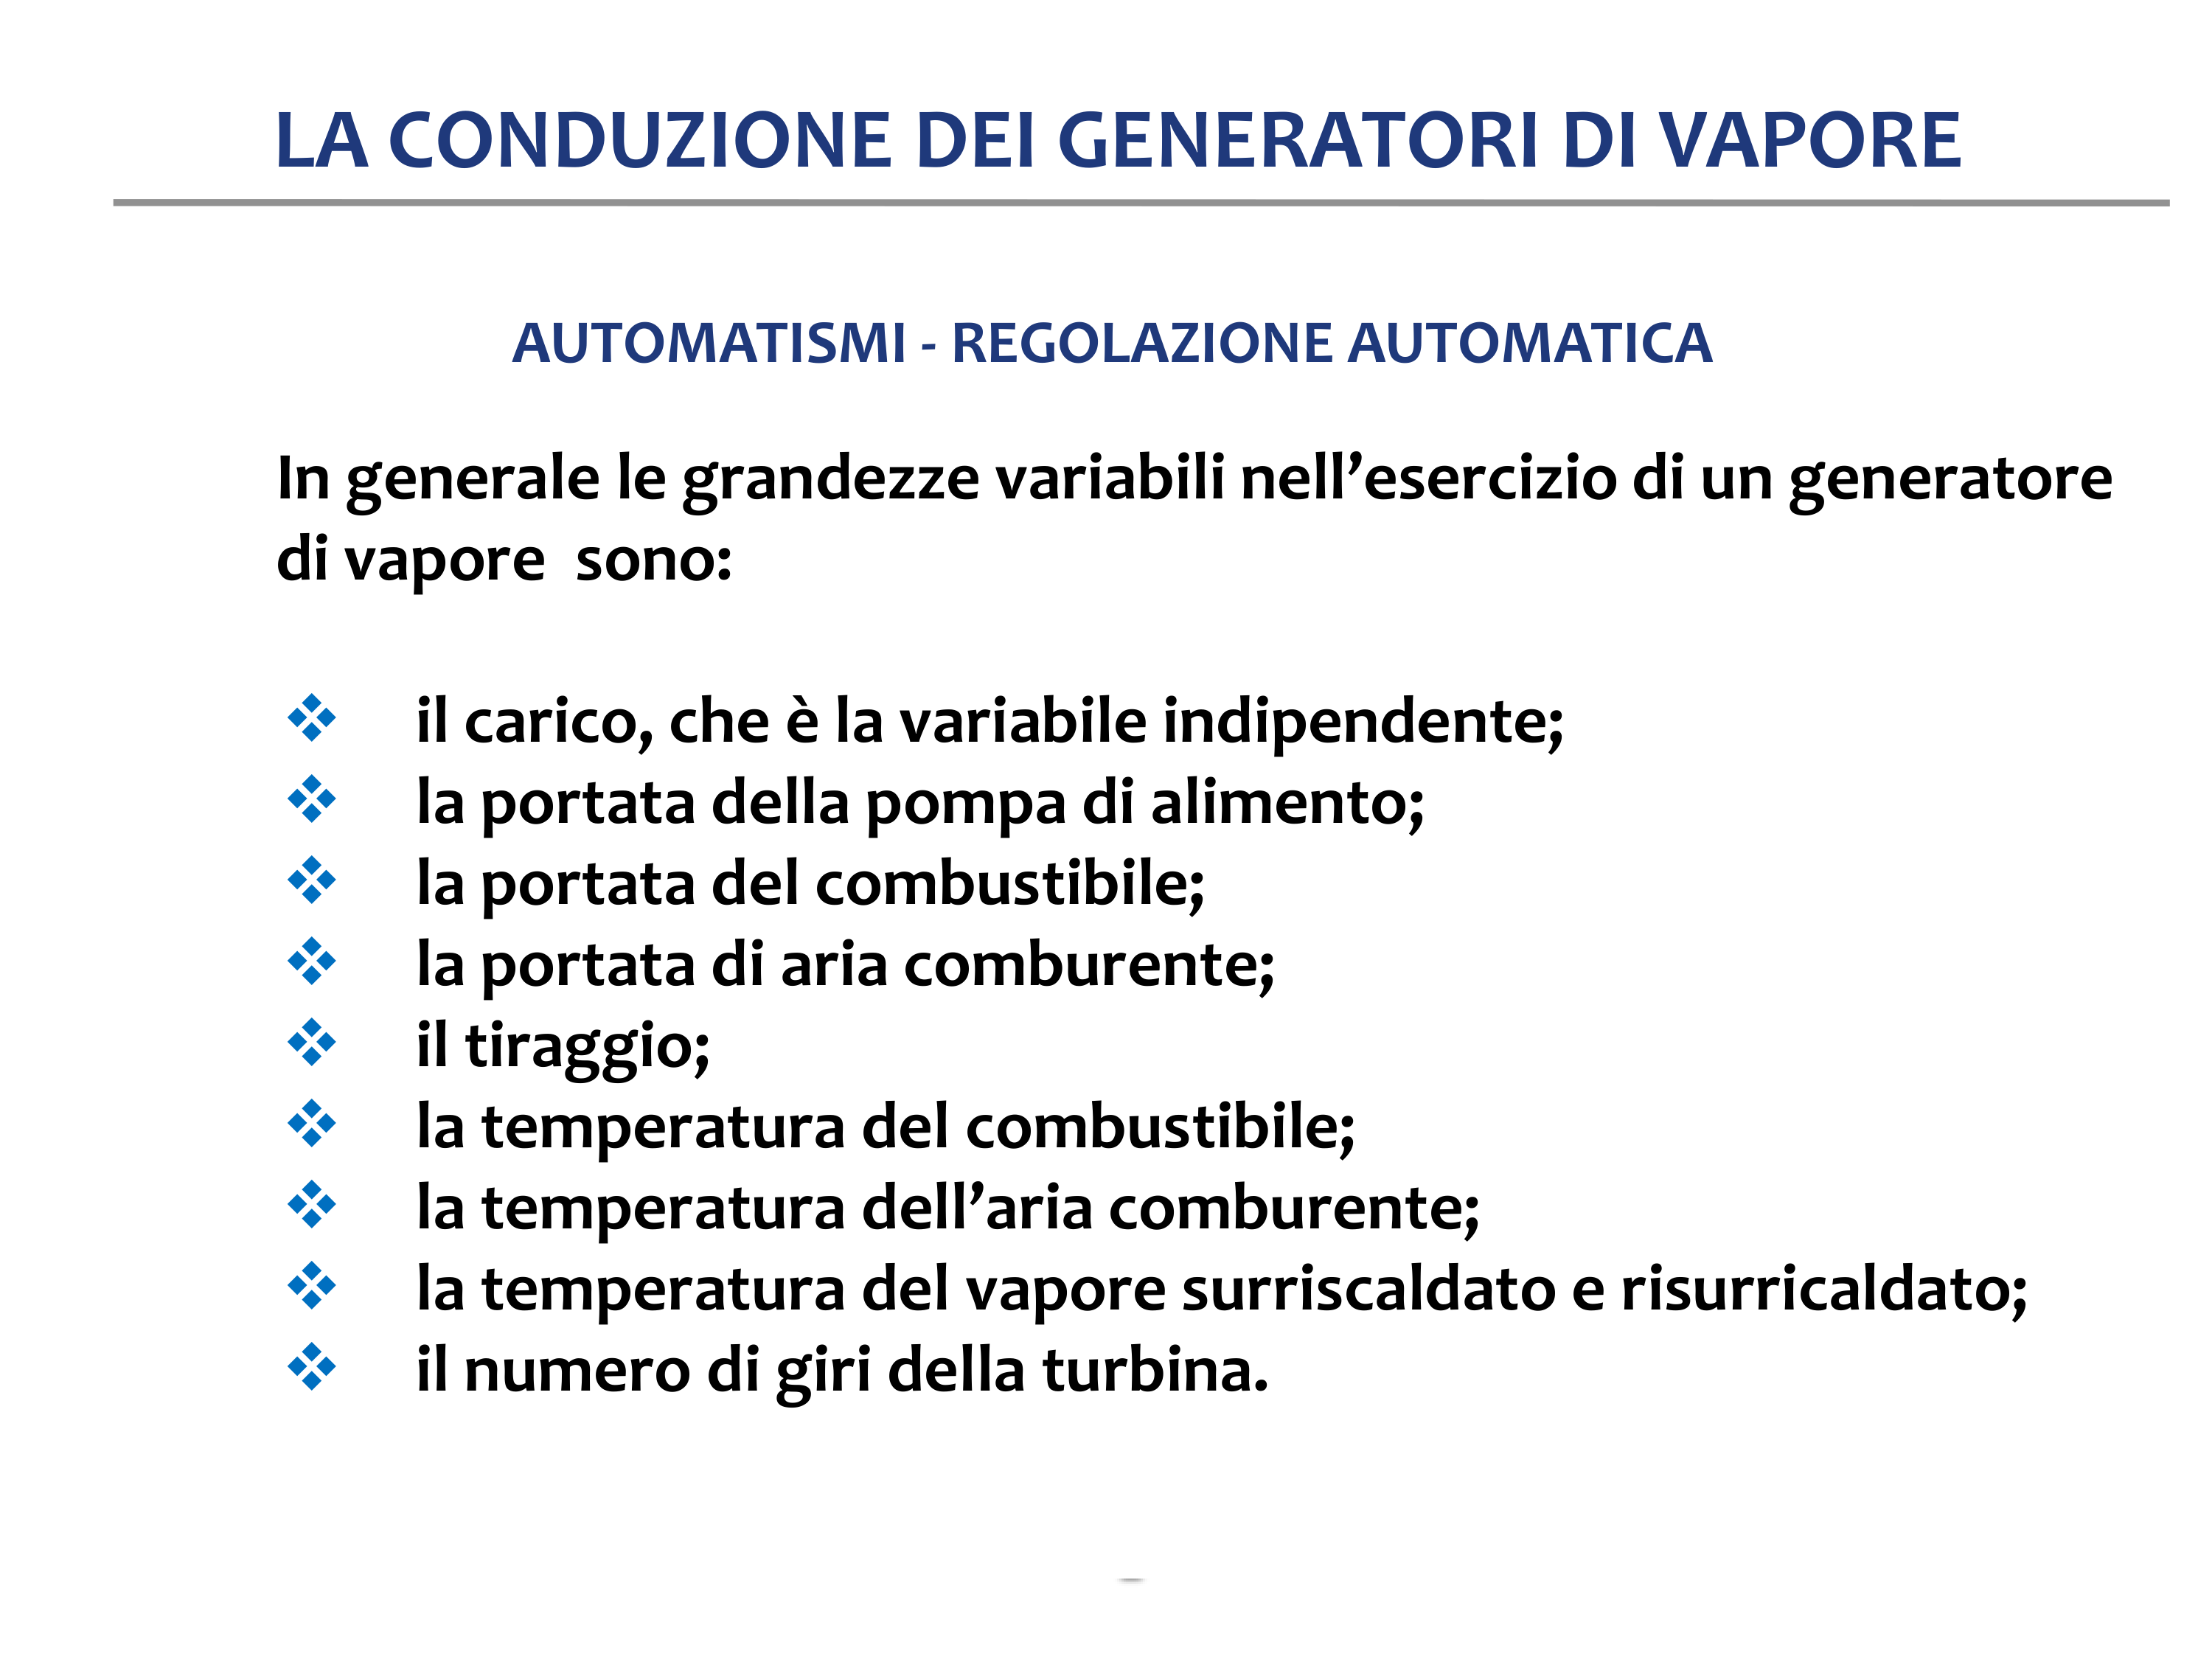 LA CONDUZIONE DEI GENERATORI DI VAPORE
AUTOMATISMI - REGOLAZIONE AUTOMATICA
In generale le grandezze variabili nell’esercizio di un generatore
di vapore  sono:
❖ il carico, che è la variabile indipendente;
❖ la portata della pompa di alimento;
❖ la portata del combustibile;
❖ la portata di aria comburente;
❖ il tiraggio;
❖ la temperatura del combustibile;
❖ la temperatura dell’aria comburente;
❖ la temperatura del vapore surriscaldato e risurricaldato;
❖ il numero di giri della turbina.